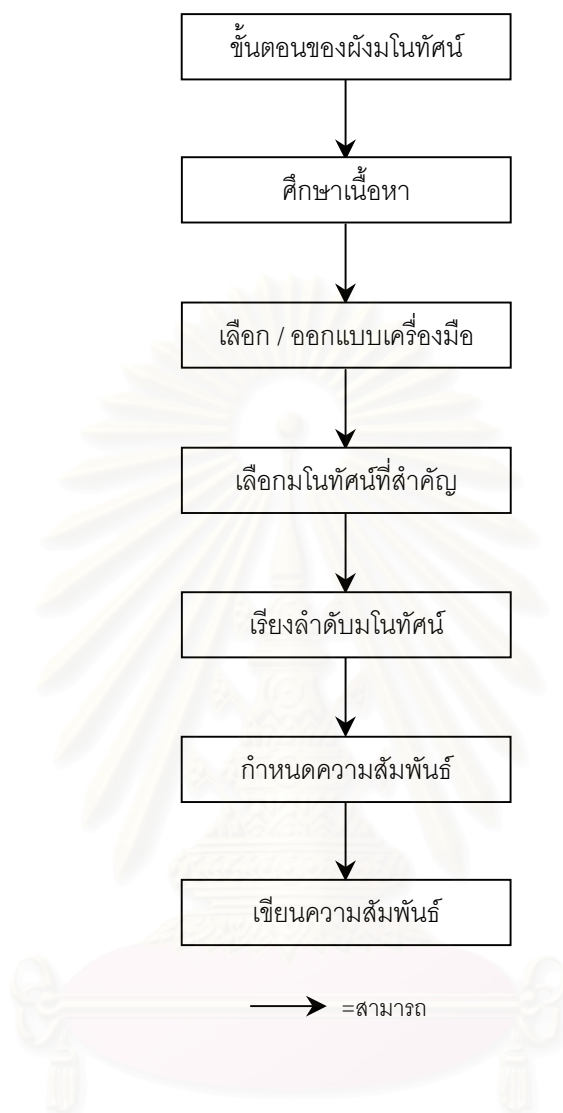 ขั้นตอนของผังมโนทัศน์
ศึกษาเนื้อหา
เลือก / ออกแบบเครื่องมือ
เลือกมโนทัศน์ที่สำคัญ
เรียงลำดับมโนทัศน์
กำหนดความสัมพันธ์
เขียนความสัมพันธ์
=สามารถ